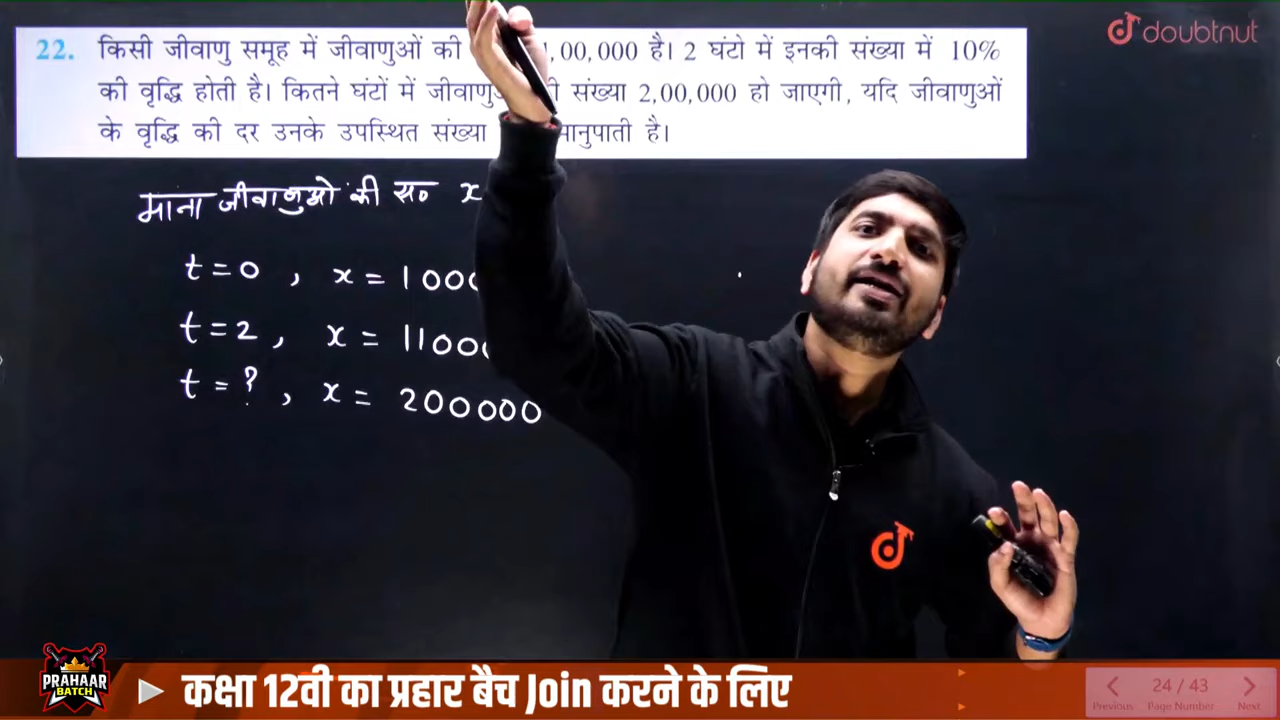 doubtnut
22. किसी जीवाणु समूह में जीवाणुओं की ,00,000 है। 2 घंटो में इनकी संख्या में 10%
की वृद्धि होती है। कितने घंटों में संख्या 2,00,000 हो जाएगी, यदि जीवाणुओं
के वृद्धि की दर उनके उपस्थित संख्या है।
माना जीवाणुओ की सं० x
t = 0 , x = 1000
t = 2 , x = 1100
t = ? , x = 200000
PRAHAAR
BATCH
कक्षा 12वी का प्रहार बैच Join करने के लिए
24 / 43
Previous Page Number Next